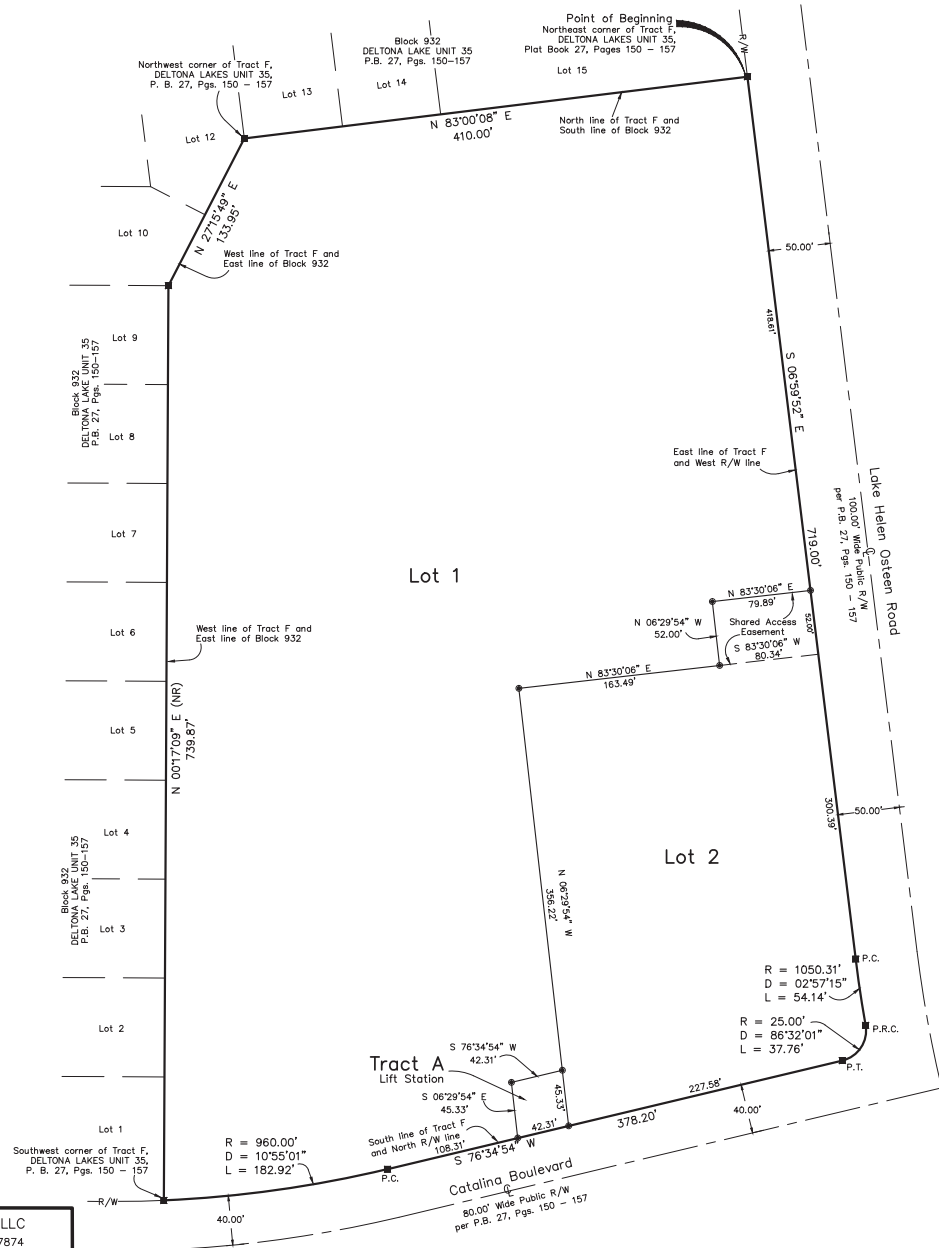 Point of Beginning
Northeast corner of Tract F,
DELTONA LAKES UNIT 35,
Plat Book 27, Pages 150 - 157
R/W
Block 932
DELTONA LAKE UNIT 35
P.B. 27, Pgs. 150-157
Northwest corner of Tract F,
DELTONA LAKES UNIT 35,
P. B. 27, Pgs. 150 - 157
Lot 13
Lot 14
Lot 15
Lot 12
N 83°00'08" E
410.00'
North line of Tract F and
South line of Block 932
Lot 10
N 27°15'49" E
133.95'
West line of Tract F and
East line of Block 932
50.00'
418.61'
S 06°59'52" E
719.00'
Lot 9
Block 932
DELTONA LAKE UNIT 35
P.B. 27, Pgs. 150-157
Lot 8
East line of Tract F
and West R/W line
Lake Helen Osteen Road
100.00' Wide Public R/W
per P.B. 27, Pgs. 150 - 157
℄
Lot 7
Lot 1
N 83°30'06" E
79.89'
Shared Access
Easement
N 06°29'54" W
52.00'
52.00'
S 83°30'06" W
80.34'
Lot 6
West line of Tract F and
East line of Block 932
N 83°30'06" E
163.49'
N 00°17'09" E (NR)
739.87'
Lot 5
300.39'
50.00'
Lot 4
Block 932
DELTONA LAKE UNIT 35
P.B. 27, Pgs. 150-157
Lot 2
N 06°29'54" W
356.22'
Lot 3
P.C.
R = 1050.31'
D = 02°57'15"
L = 54.14'
Lot 2
R = 25.00'
D = 86°32'01"
L = 37.76'
P.R.C.
P.T.
Tract A
Lift Station
S 76°34'54" W
42.31'
S 06°29'54" E
45.33'
45.33'
42.31'
227.58'
378.20'
40.00'
Lot 1
South line of Tract F
and North R/W line
108.31'
S 76°34'54" W
R = 960.00'
D = 10°55'01"
L = 182.92'
Southwest corner of Tract F,
DELTONA LAKES UNIT 35,
P. B. 27, Pgs. 150 - 157
P.C.
R/W
40.00'
Catalina Boulevard
℄
80.00' Wide Public R/W
per P.B. 27, Pgs. 150 - 157
LLC
7874